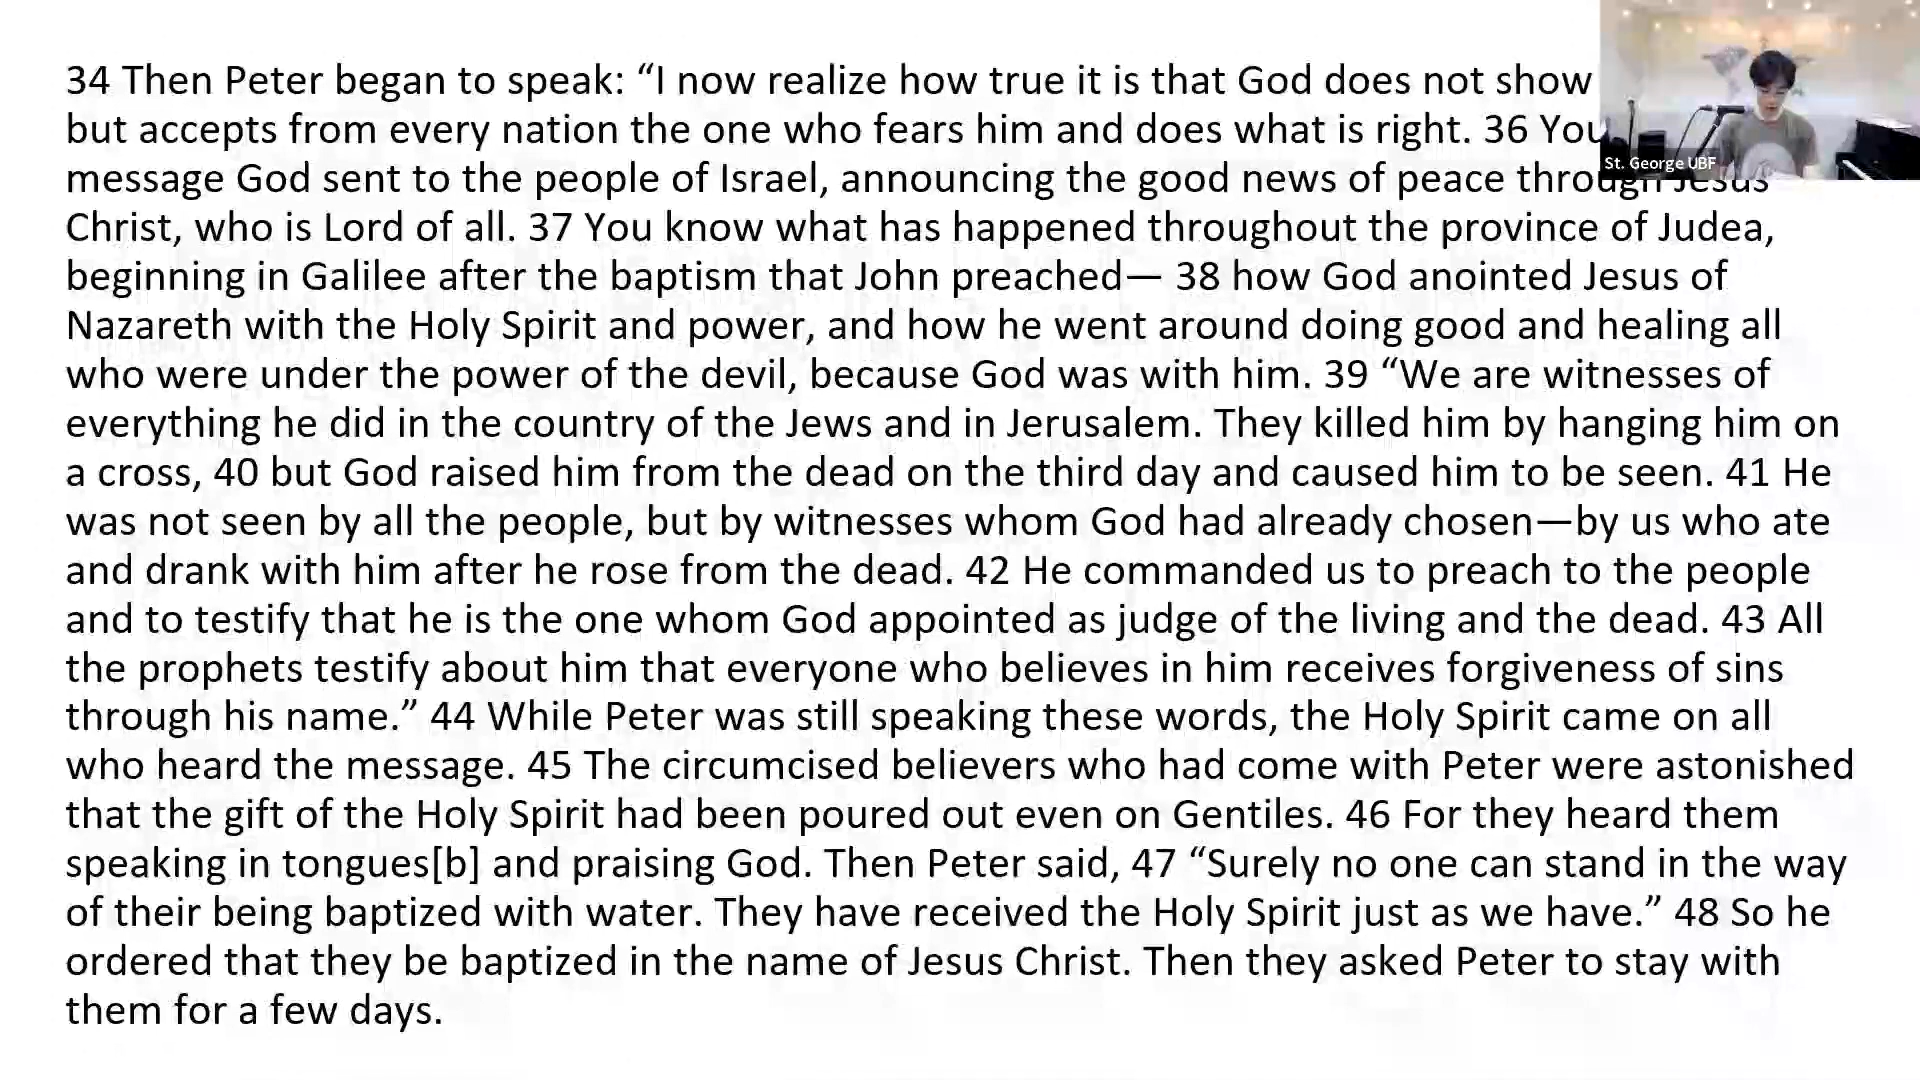 34 Then Peter began to speak: “I now realize how true it is that God does not show
but accepts from every nation the one who fears him and does what is right. 36 You
message God sent to the people of Israel, announcing the good news of peace through Jesus
Christ, who is Lord of all. 37 You know what has happened throughout the province of Judea,
beginning in Galilee after the baptism that John preached— 38 how God anointed Jesus of
Nazareth with the Holy Spirit and power, and how he went around doing good and healing all
who were under the power of the devil, because God was with him. 39 “We are witnesses of
everything he did in the country of the Jews and in Jerusalem. They killed him by hanging him on
a cross, 40 but God raised him from the dead on the third day and caused him to be seen. 41 He
was not seen by all the people, but by witnesses whom God had already chosen—by us who ate
and drank with him after he rose from the dead. 42 He commanded us to preach to the people
and to testify that he is the one whom God appointed as judge of the living and the dead. 43 All
the prophets testify about him that everyone who believes in him receives forgiveness of sins
through his name.” 44 While Peter was still speaking these words, the Holy Spirit came on all
who heard the message. 45 The circumcised believers who had come with Peter were astonished
that the gift of the Holy Spirit had been poured out even on Gentiles. 46 For they heard them
speaking in tongues[b] and praising God. Then Peter said, 47 “Surely no one can stand in the way
of their being baptized with water. They have received the Holy Spirit just as we have.” 48 So he
ordered that they be baptized in the name of Jesus Christ. Then they asked Peter to stay with
them for a few days.
St. George UBF